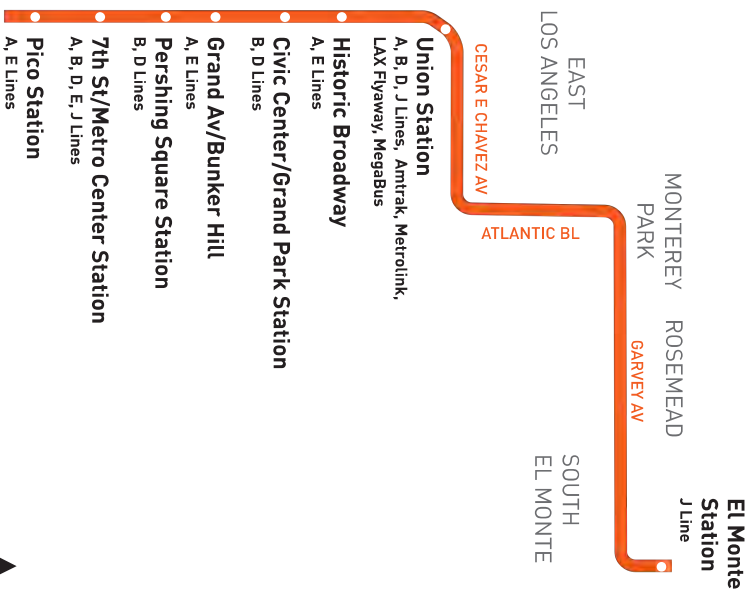 El Monte
Station
J Line
MONTEREY
PARK
ROSEMEAD
GARVEY AV
EAST
LOS ANGELES
SOUTH
EL MONTE
ATLANTIC BL
CESAR E CHAVEZ AV
Union Station
A, B, D, J Lines, Amtrak, Metrolink,
LAX Flyaway, MegaBus
Historic Broadway
A, E Lines
Civic Center/Grand Park Station
B, D Lines
Grand Av/Bunker Hill
A, E Lines
Pershing Square Station
B, D Lines
7th St/Metro Center Station
A, B, D, E, J Lines
Pico Station
A, E Lines